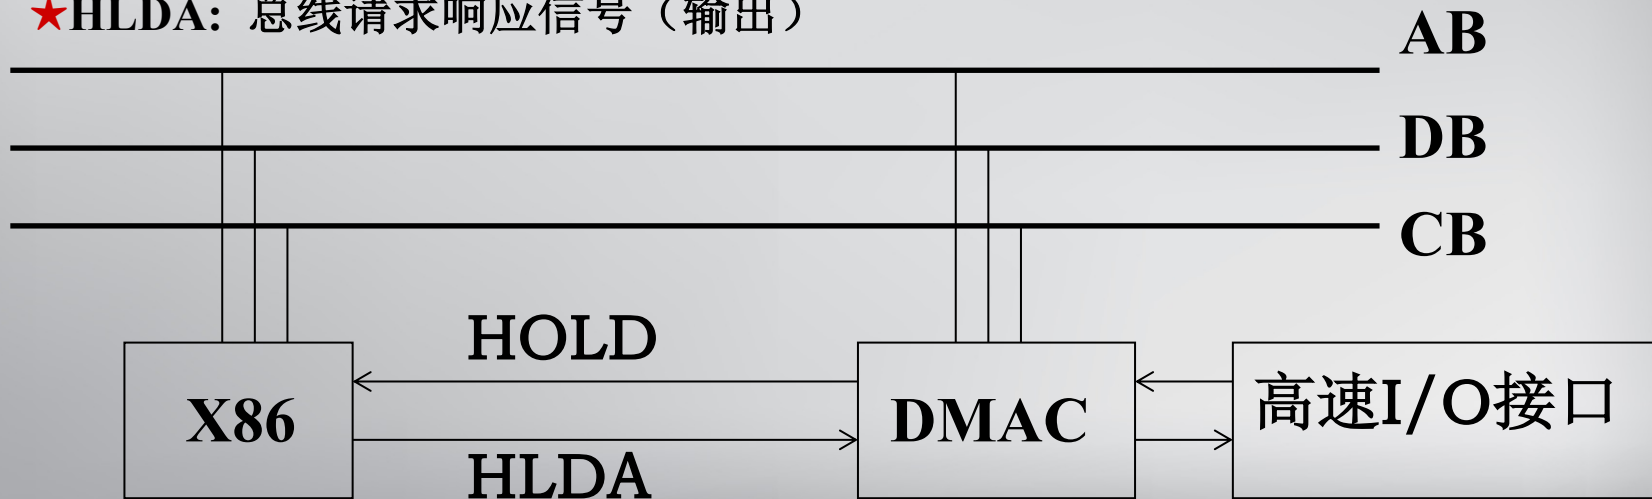 ★HLDA: 总线请求响应信号（输出）
AB
DB
CB
HOLD
X86
DMAC
高速I/O接口
HLDA